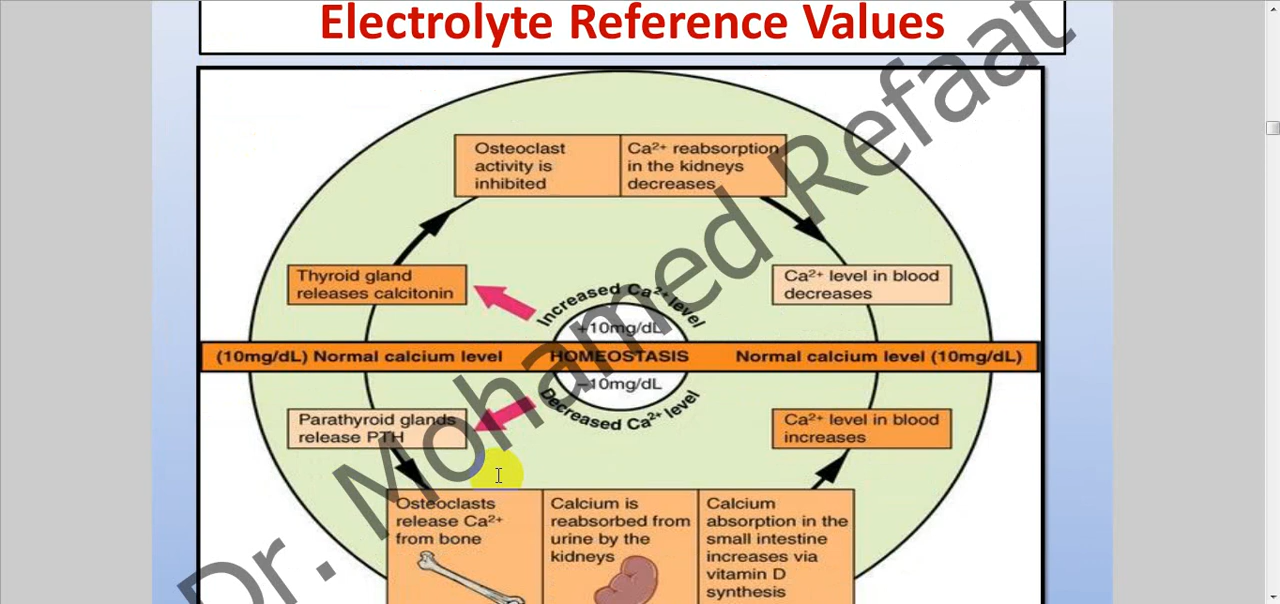 Electrolyte Reference Values
Osteoclast
activity is
inhibited
Ca²⁺ reabsorption
in the kidneys
decreases
Thyroid gland
releases calcitonin
Ca²⁺ level in blood
decreases
Increased Ca²⁺ level
+10mg/dL
(10mg/dL) Normal calcium level
HOMEOSTASIS
Normal calcium level (10mg/dL)
−10mg/dL
Decreased Ca²⁺ level
Parathyroid glands
release PTH
Ca²⁺ level in blood
increases
Osteoclasts
release Ca²⁺
from bone
Calcium is
reabsorbed from
urine by the
kidneys
Calcium
absorption in the
small intestine
increases via
vitamin D
synthesis
Dr. Mohamed Refaat